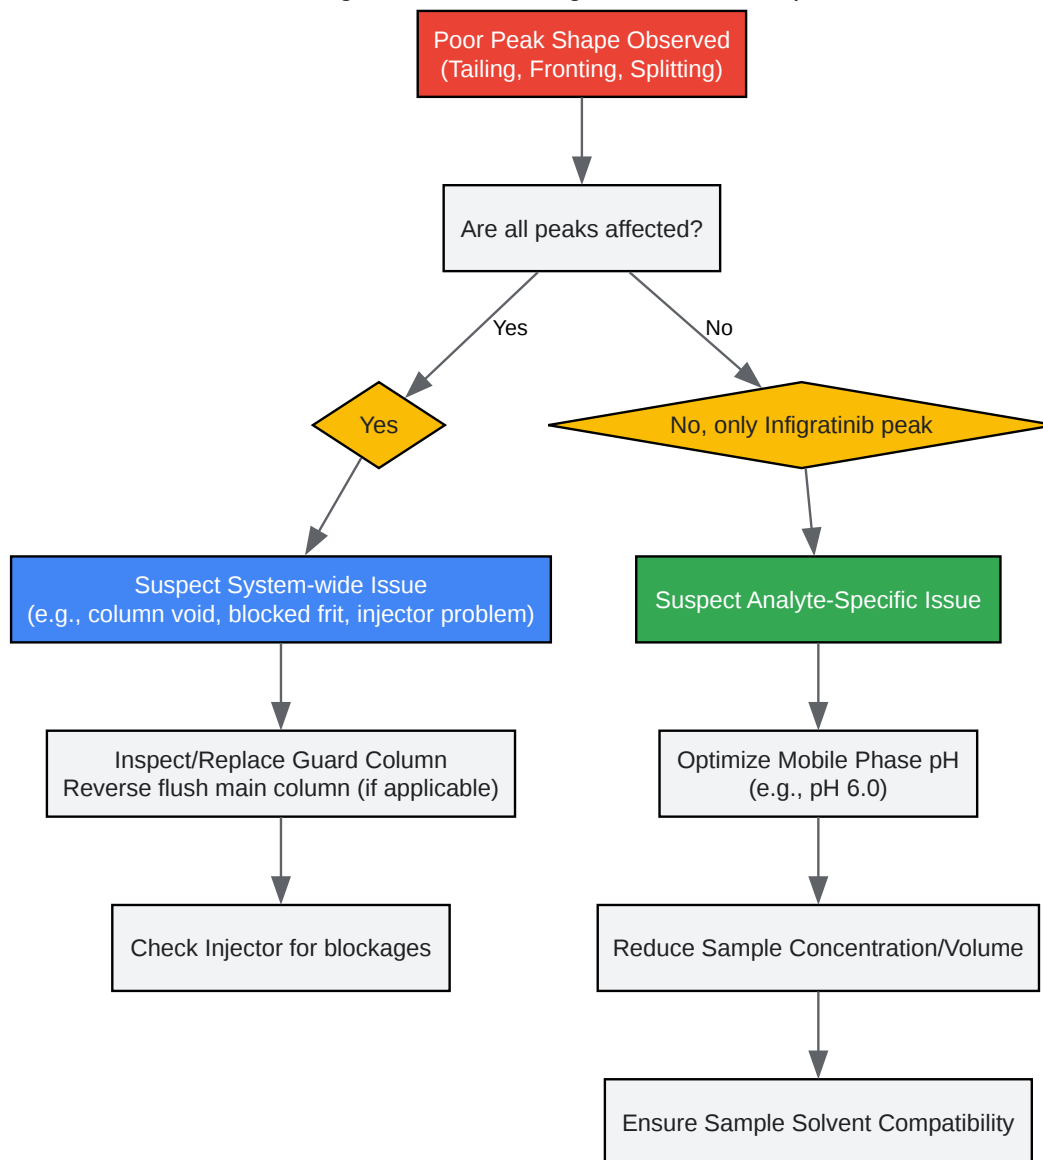 Poor Peak Shape Observed
(Tailing, Fronting, Splitting)
Are all peaks affected?
Yes
No
Yes
No, only Infigratinib peak
Suspect System-wide Issue
(e.g., column void, blocked frit, injector problem)
Suspect Analyte-Specific Issue
Inspect/Replace Guard Column
Reverse flush main column (if applicable)
Optimize Mobile Phase pH
(e.g., pH 6.0)
Check Injector for blockages
Reduce Sample Concentration/Volume
Ensure Sample Solvent Compatibility